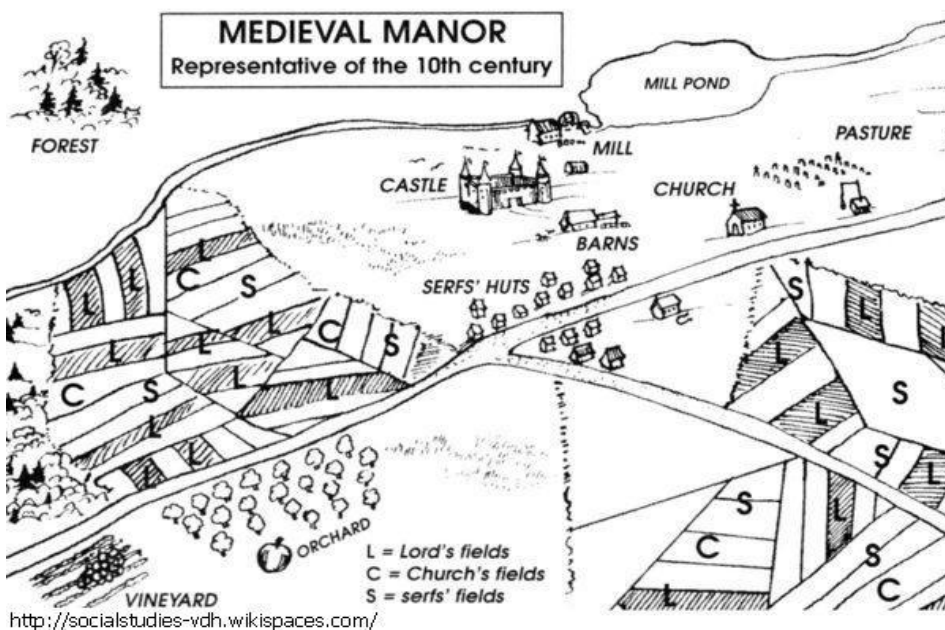 MEDIEVAL MANOR
Representative of the 10th century
MILL POND
FOREST
MILL
PASTURE
CASTLE
CHURCH
BARNS
SERFS' HUTS
L
C
S
L
L
L
C
S
L
L
L
L
C
S
L
L
L
S
L
L
L
S
L
S
L
S
L
C
S
C
L
ORCHARD
L = Lord's fields
C = Church's fields
S = serfs' fields
VINEYARD
http://socialstudies-vdh.wikispaces.com/